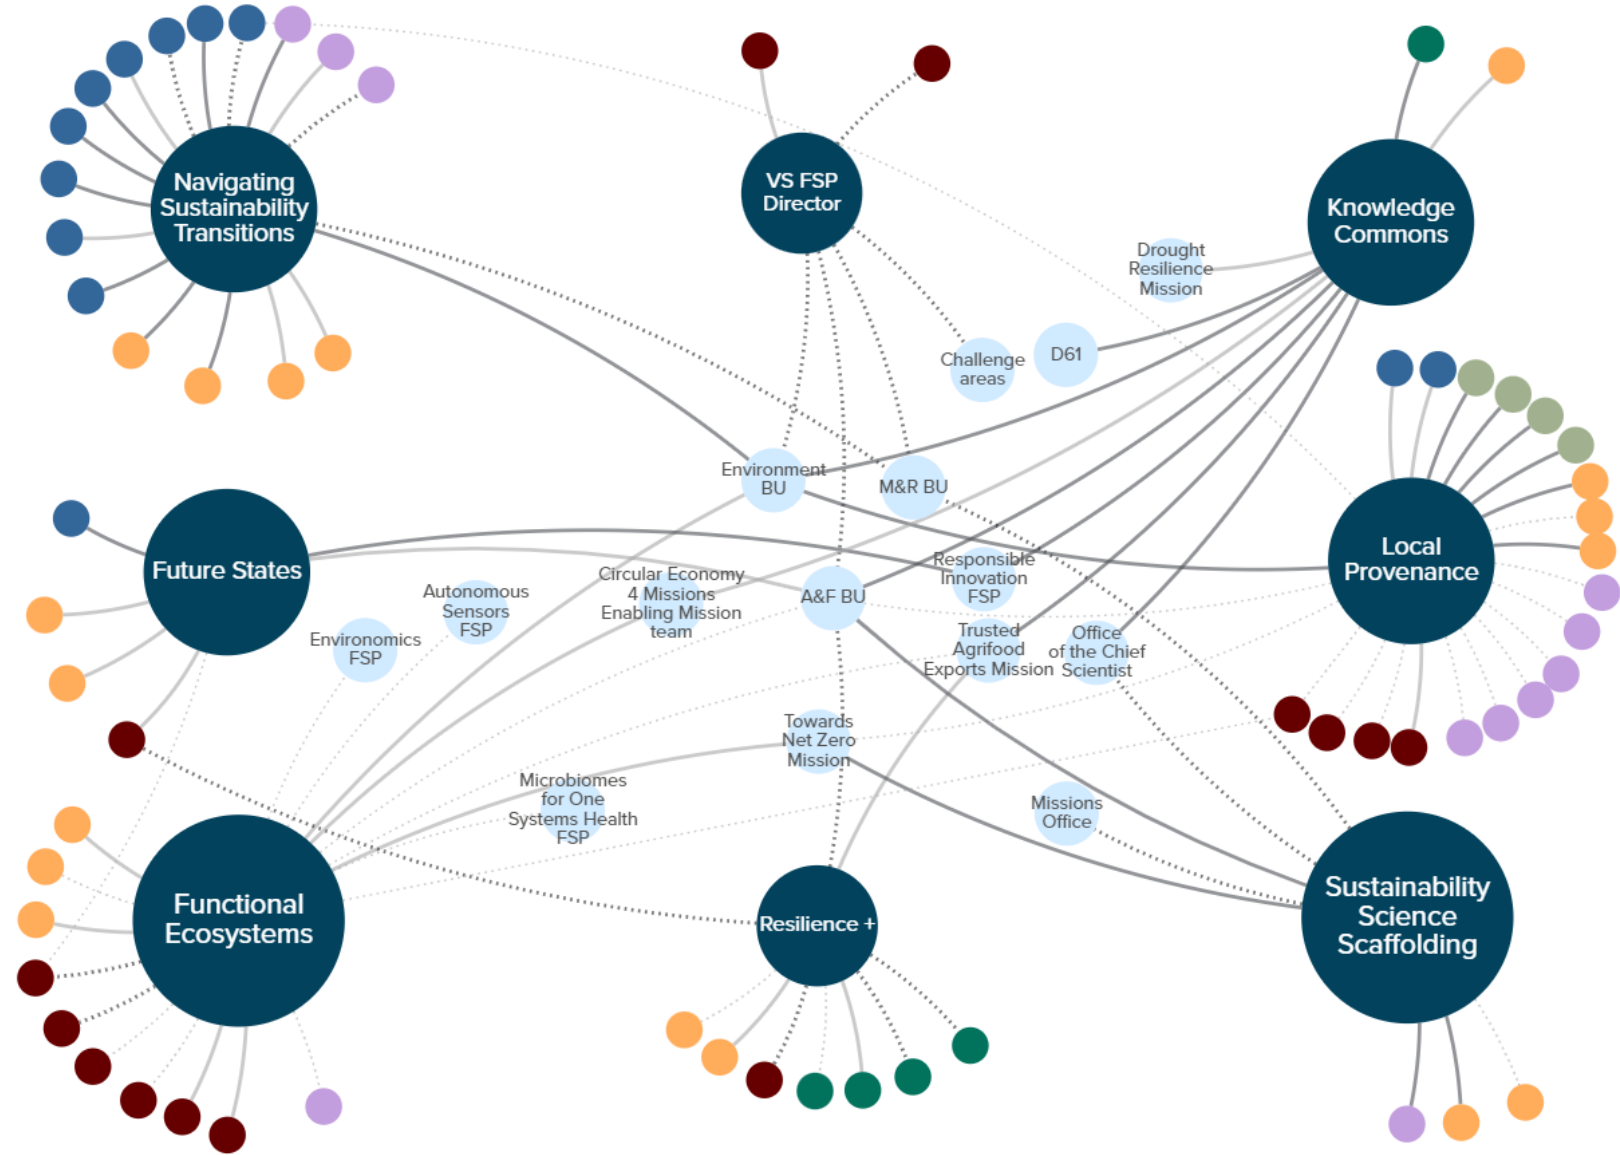 Navigating
Sustainability
Transitions
VS FSP
Director
Knowledge
Commons
Drought
Resilience
Mission
Challenge
areas
D61
Environment
BU
M&R BU
Future States
Local
Provenance
Autonomous
Sensors
FSP
Environomics
FSP
Circular Economy
4 Missions
Enabling Mission
team
A&F BU
Responsible
Innovation
FSP
Trusted
Agrifood
Exports Mission
Office
of the Chief
Scientist
Towards
Net Zero
Mission
Microbiomes
for One
Systems Health
FSP
Missions
Office
Functional
Ecosystems
Resilience +
Sustainability
Science
Scaffolding